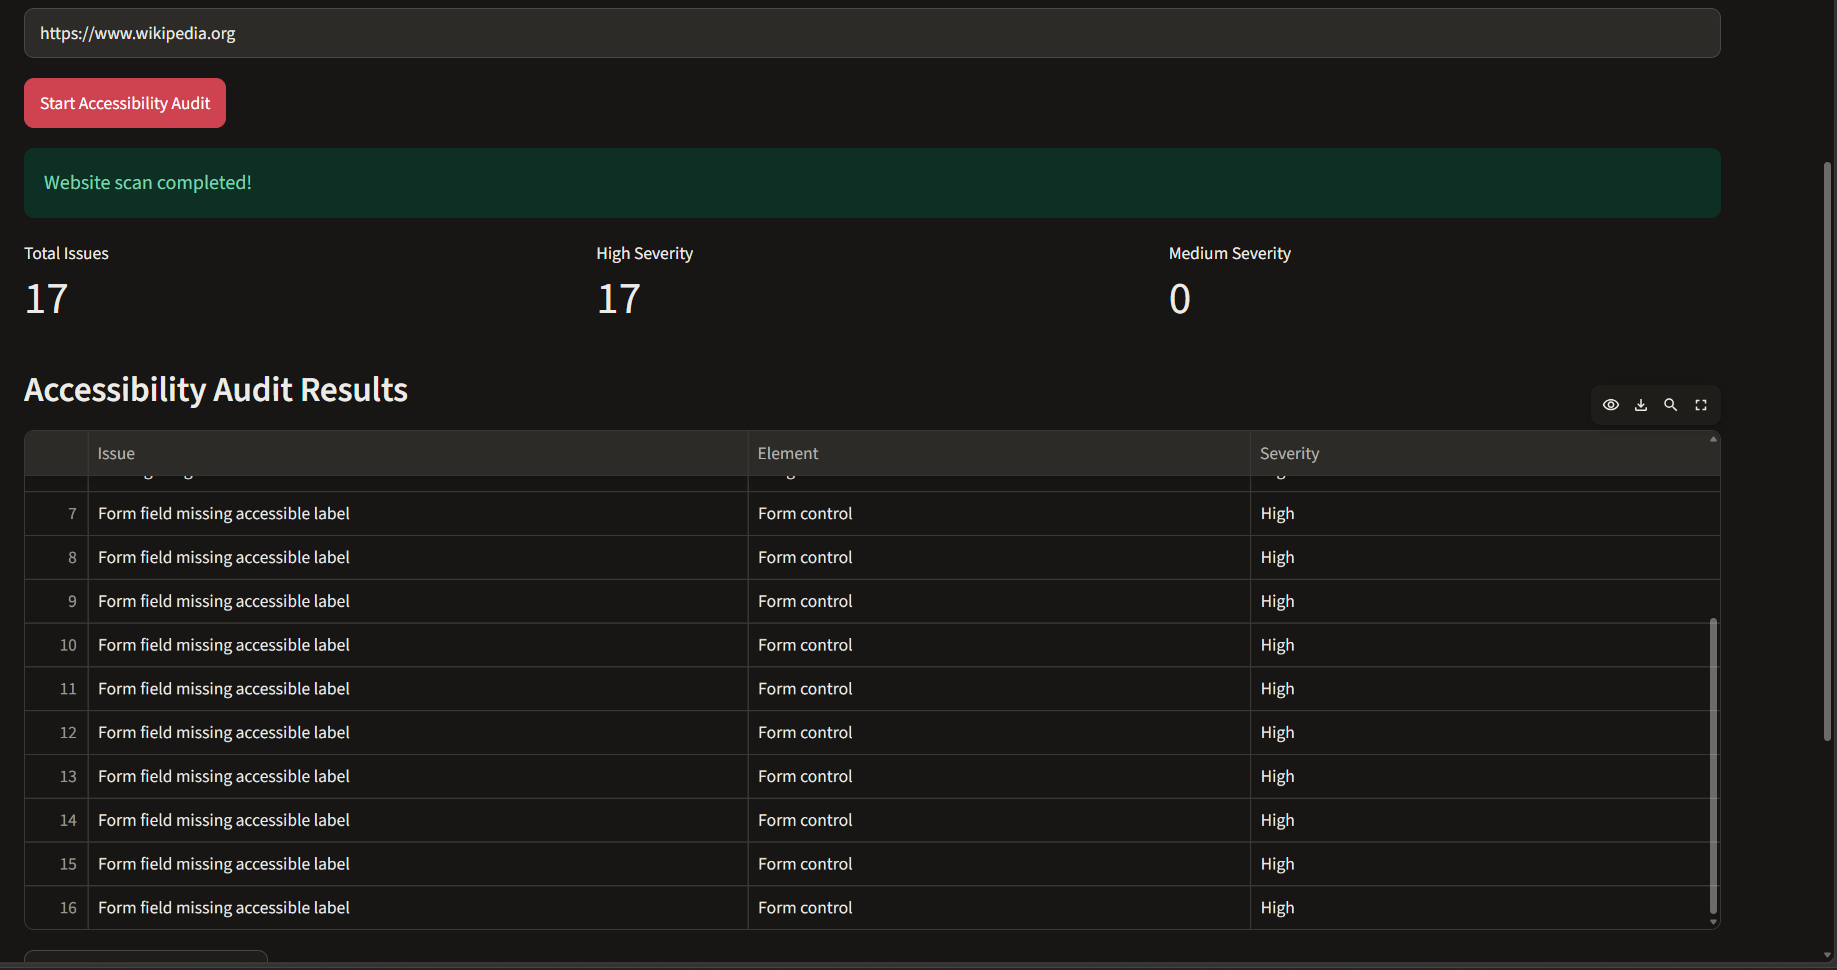 https://www.wikipedia.org
Start Accessibility Audit
Website scan completed!
Total Issues High Severity Medium Severity
17 17 0
Accessibility Audit Results
Issue Element Severity
7 Form field missing accessible label Form control High
8 Form field missing accessible label Form control High
9 Form field missing accessible label Form control High
10 Form field missing accessible label Form control High
11 Form field missing accessible label Form control High
12 Form field missing accessible label Form control High
13 Form field missing accessible label Form control High
14 Form field missing accessible label Form control High
15 Form field missing accessible label Form control High
16 Form field missing accessible label Form control High